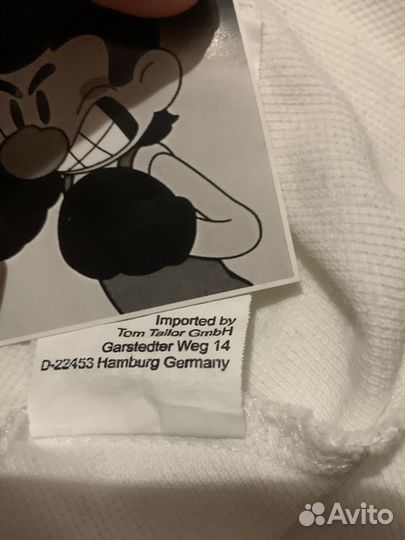 Imported by
Tom Tailor GmbH
Garstedter Weg 14
D-22453 Hamburg Germany
Avito